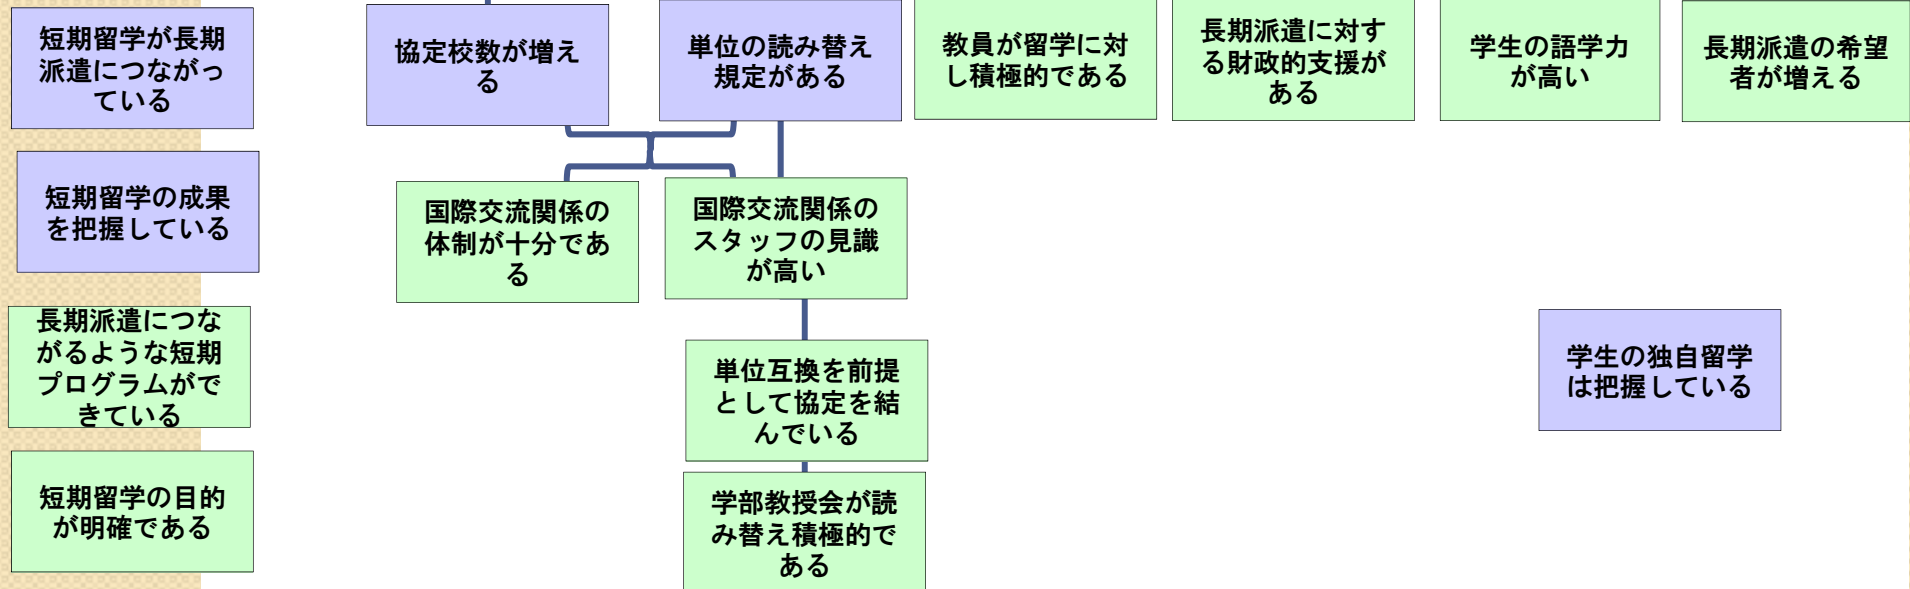 短期留学が長期
派遣につながっ
ている
協定校数が増え
る
単位の読み替え
規定がある
教員が留学に対
し積極的である
長期派遣に対す
る財政的支援が
ある
学生の語学力
が高い
長期派遣の希望
者が増える
短期留学の成果
を把握している
国際交流関係の
体制が十分であ
る
国際交流関係の
スタッフの見識
が高い
長期派遣につな
がるような短期
プログラムがで
きている
単位互換を前提
として協定を結
んでいる
学生の独自留学
は把握している
短期留学の目的
が明確である
学部教授会が読
み替え積極的で
ある